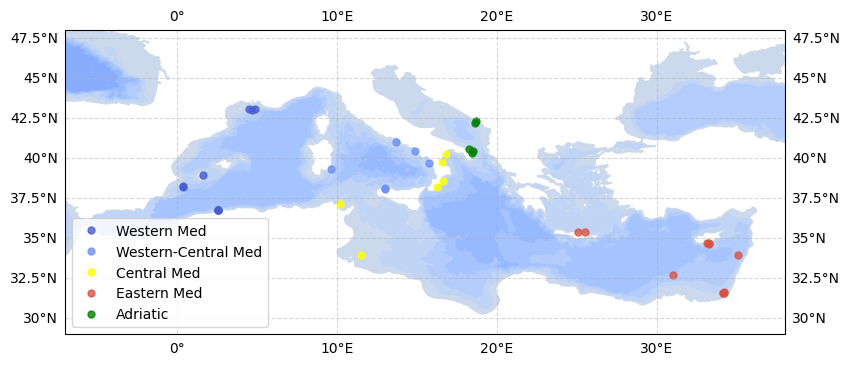 0° 10°E 20°E 30°E
47.5°N 47.5°N
45°N 45°N
42.5°N 42.5°N
40°N 40°N
37.5°N 37.5°N
35°N 35°N
32.5°N 32.5°N
30°N 30°N
Western Med
Western-Central Med
Central Med
Eastern Med
Adriatic
0° 10°E 20°E 30°E